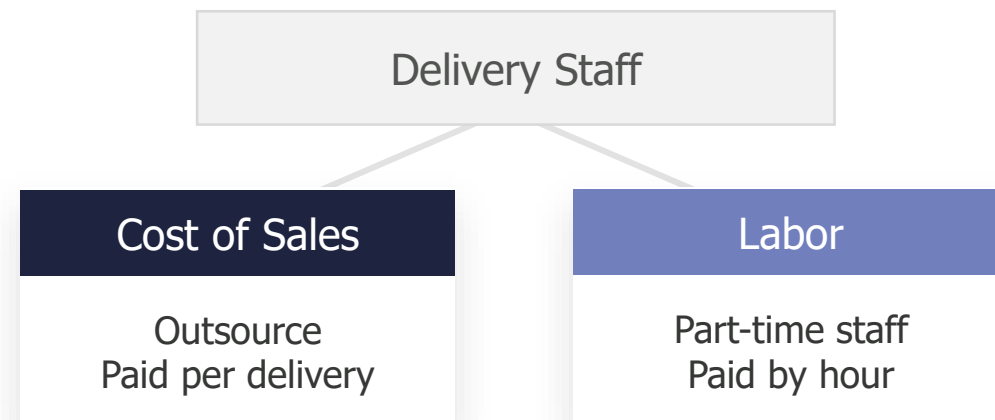 Delivery Staff
Cost of Sales
Outsource
Paid per delivery
Labor
Part-time staff
Paid by hour